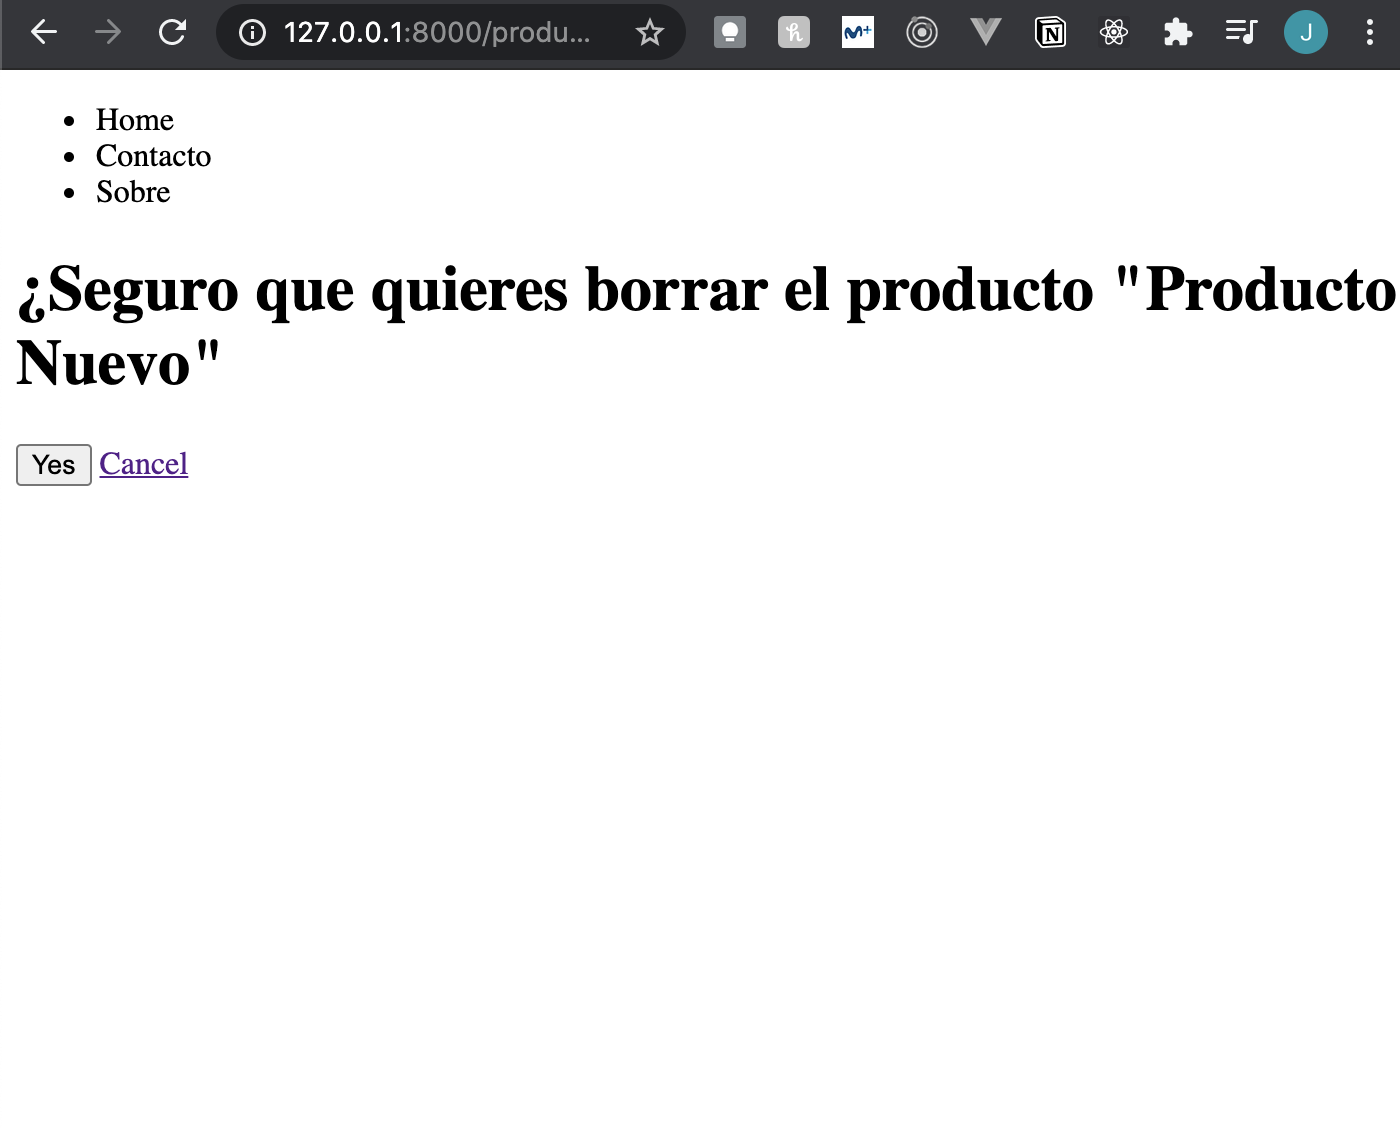 127.0.0.1:8000/produ...
J
Home
Contacto
Sobre
¿Seguro que quieres borrar el producto "Producto
Nuevo"
Yes Cancel